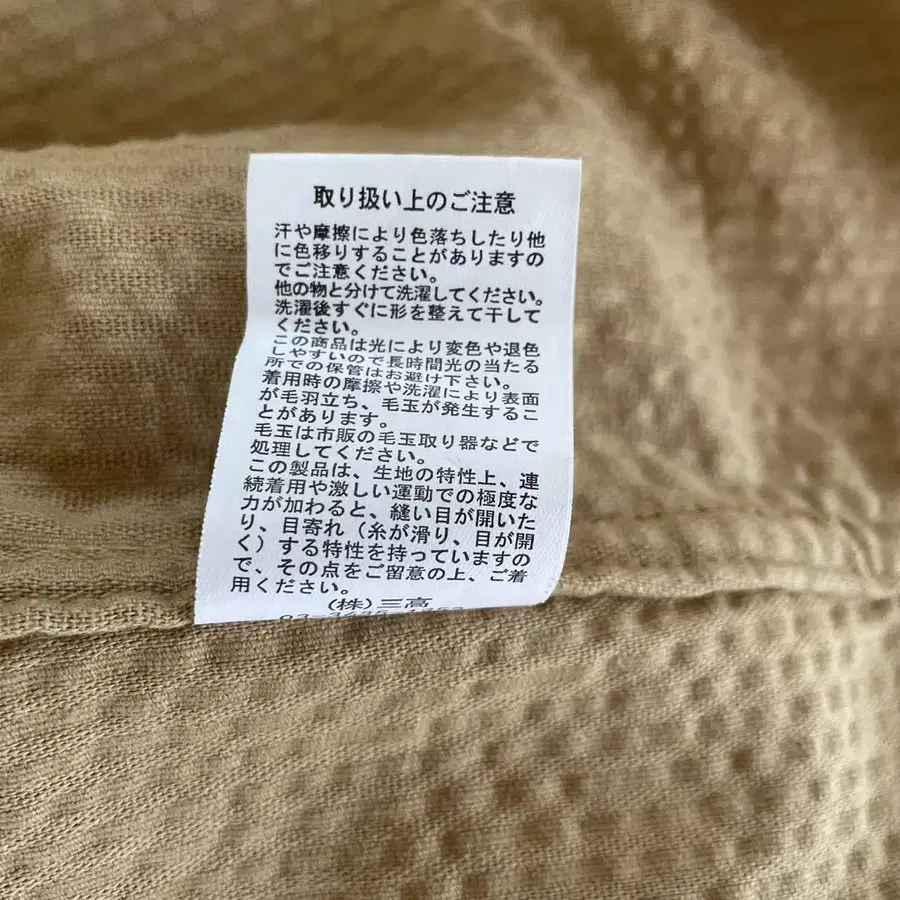 取り扱い上のご注意
汗や摩擦により色落ちしたり他
に色移りすることがありますの
でご注意ください。
他の物と分けて洗濯してください。
洗濯後すぐに形を整えて干して
ください。
この商品は光により変色や退色
しやすいので長時間光の当たる
所での保管はお避け下さい。
着用時の摩擦や洗濯により表面
が毛羽立ち、毛玉が発生するこ
とがあります。
毛玉は市販の毛玉取り器などで
処理してください。
この製品は、生地の特性上、連
続着用や激しい運動での極度な
力が加わると、縫い目が開いた
り、目寄れ（糸が滑り、目が開
く）する特性を持っていますの
で、その点をご留意の上、ご着
用ください。
(株)三高